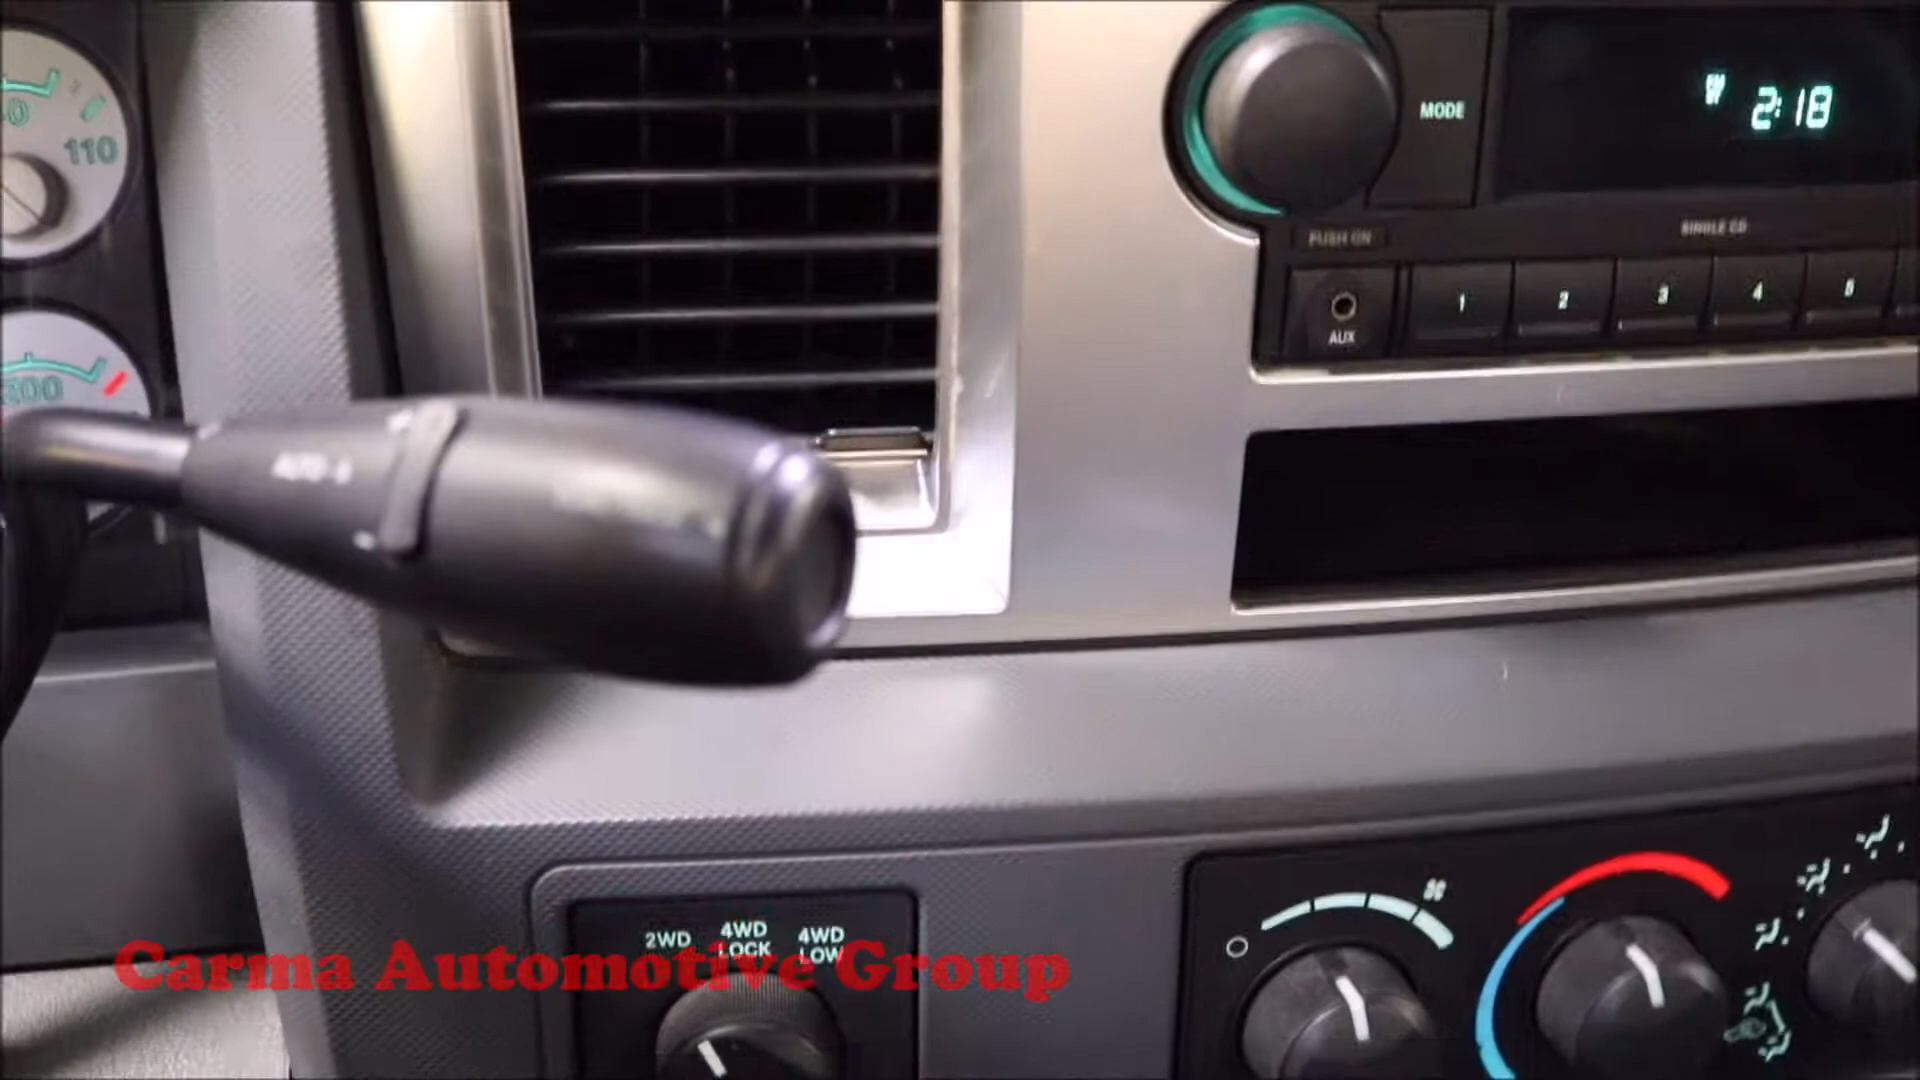 110
MODE
2:18
PUSH ON
SINGLE CD
AUX
1 2 3 4 5
2WD
4WD
LOCK
4WD
LOW
Carma Automotive Group